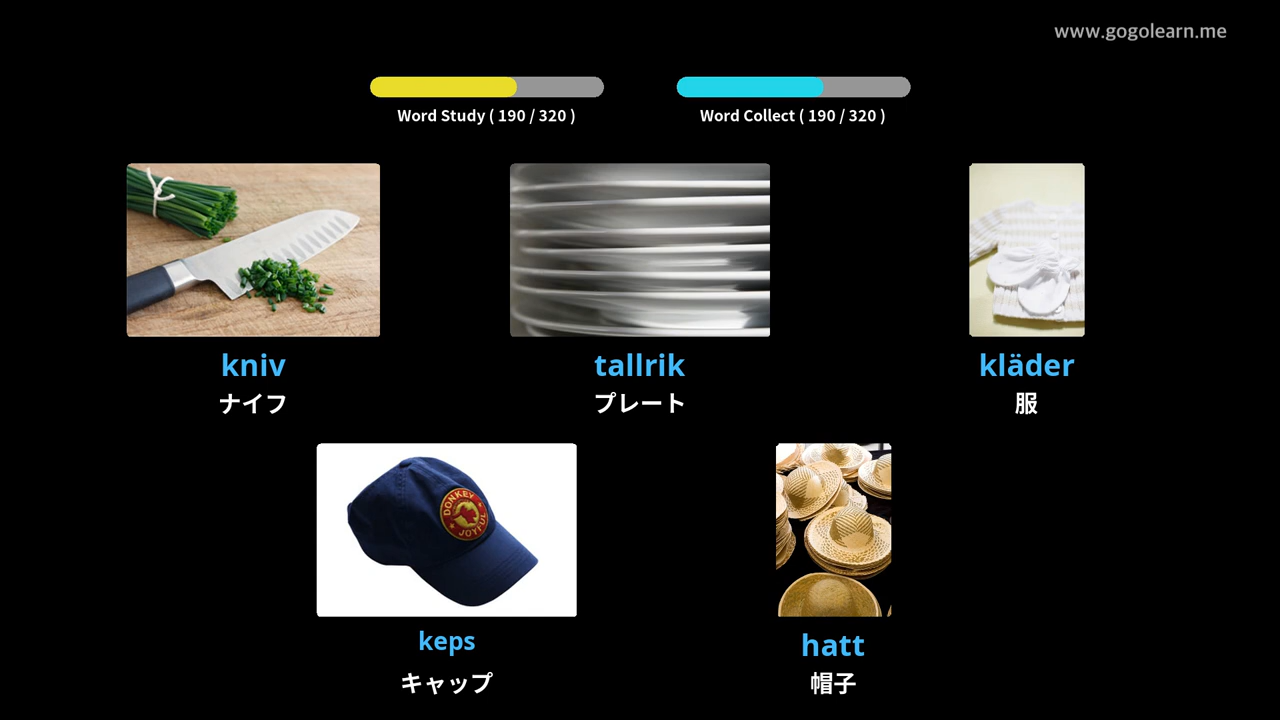 www.gogolearn.me
Word Study ( 190 / 320 )
Word Collect ( 190 / 320 )
kniv
ナイフ
tallrik
プレート
kläder
服
DONKEY
JOYFUL
keps
キャップ
hatt
帽子